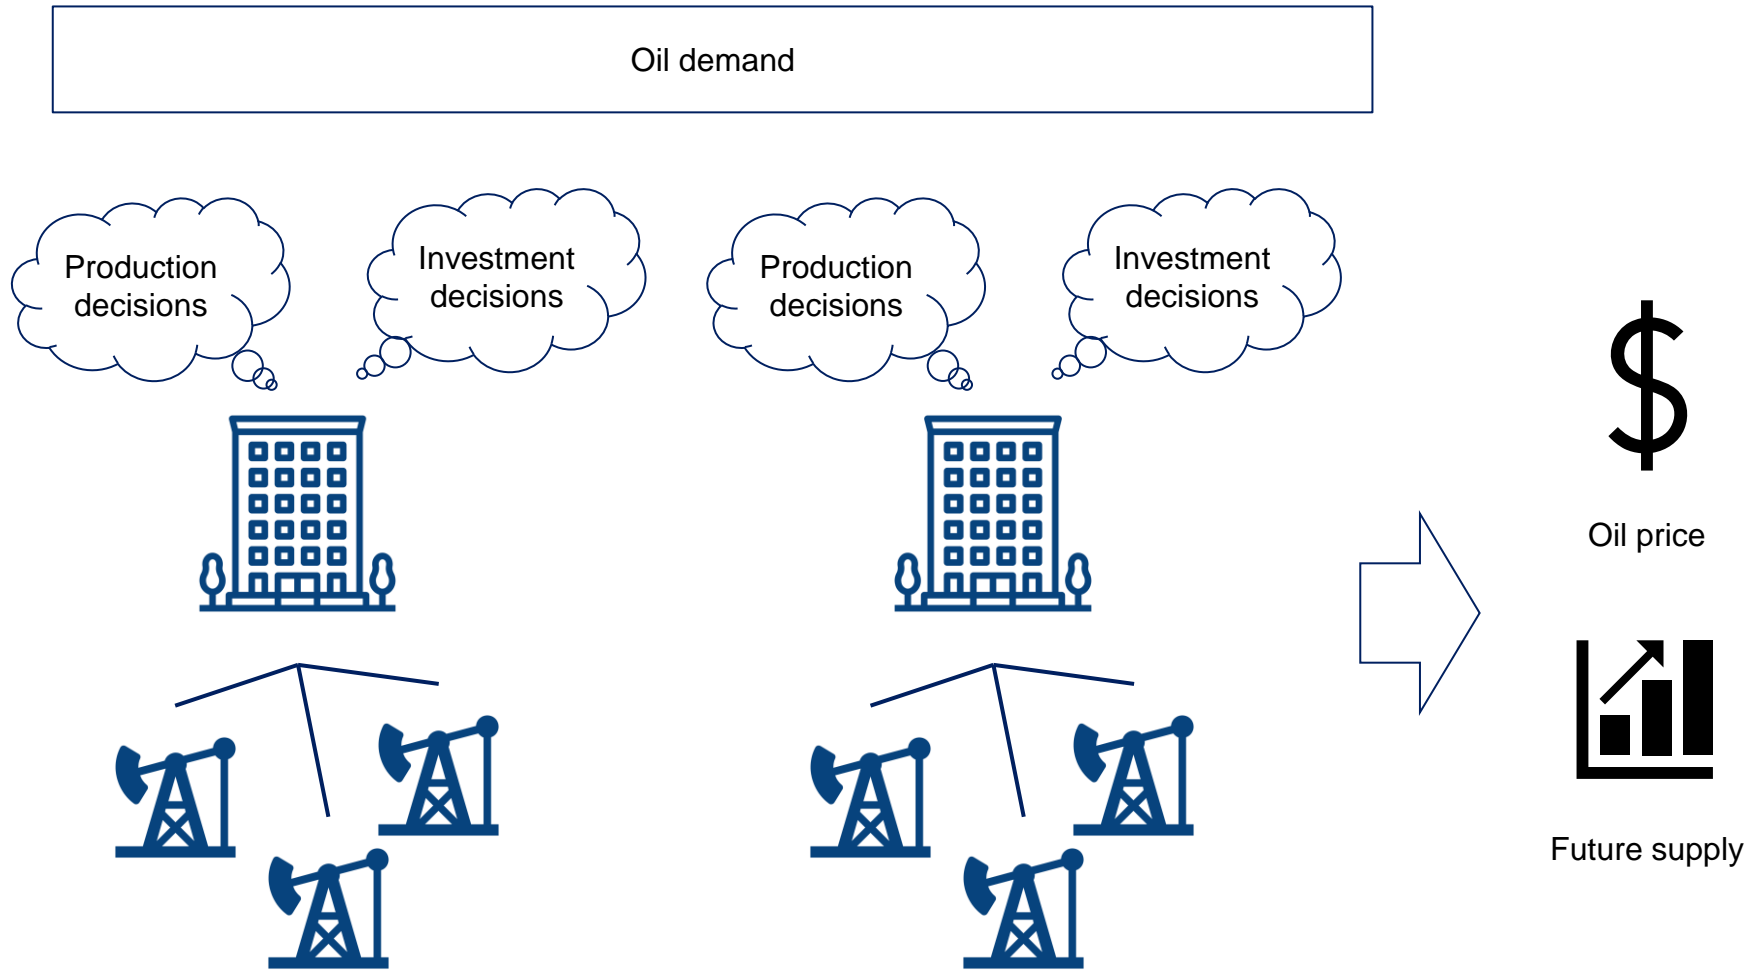 Oil demand
Production
decisions
Investment
decisions
Production
decisions
Investment
decisions
Oil price
Future supply